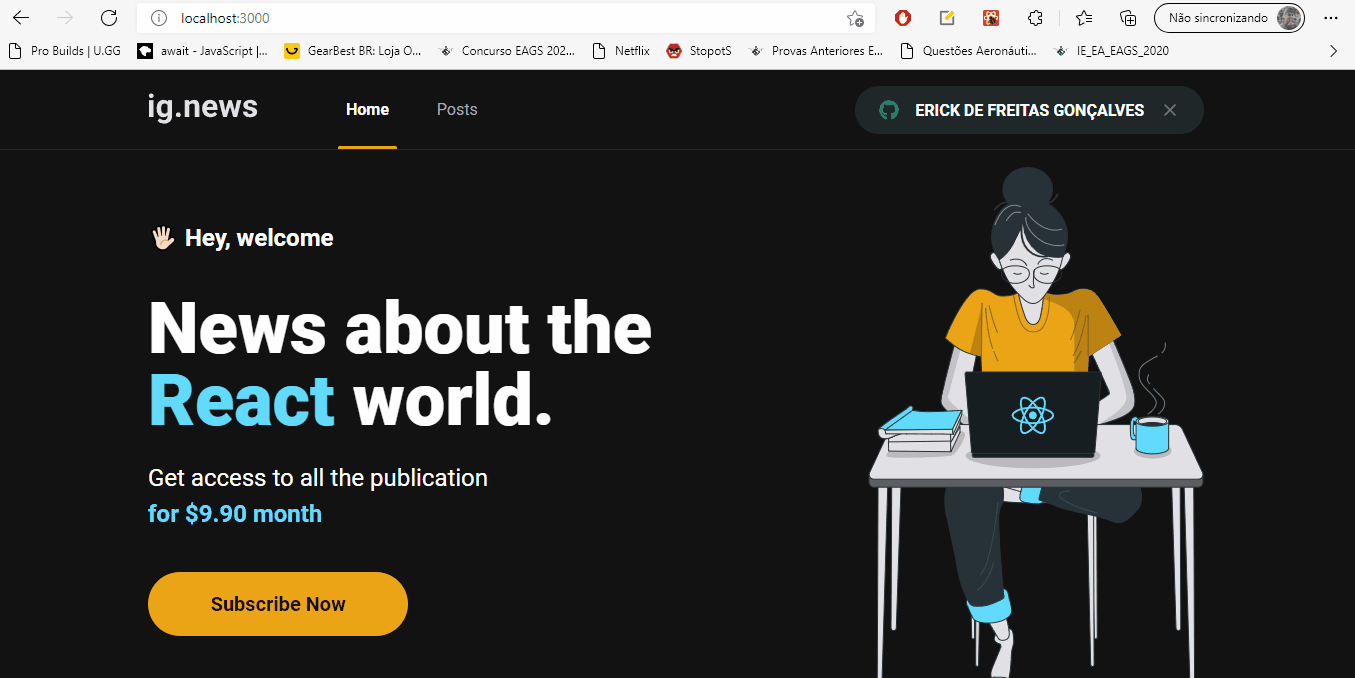 localhost:3000
Não sincronizando
Pro Builds | U.GG
await - JavaScript |...
GearBest BR: Loja O...
Concurso EAGS 202...
Netflix
StopotS
Provas Anteriores E...
Questões Aeronáuti...
IE_EA_EAGS_2020
ig.news
Home
Posts
ERICK DE FREITAS GONÇALVES
👋🏻 Hey, welcome
News about the
React world.
Get access to all the publication
for $9.90 month
Subscribe Now